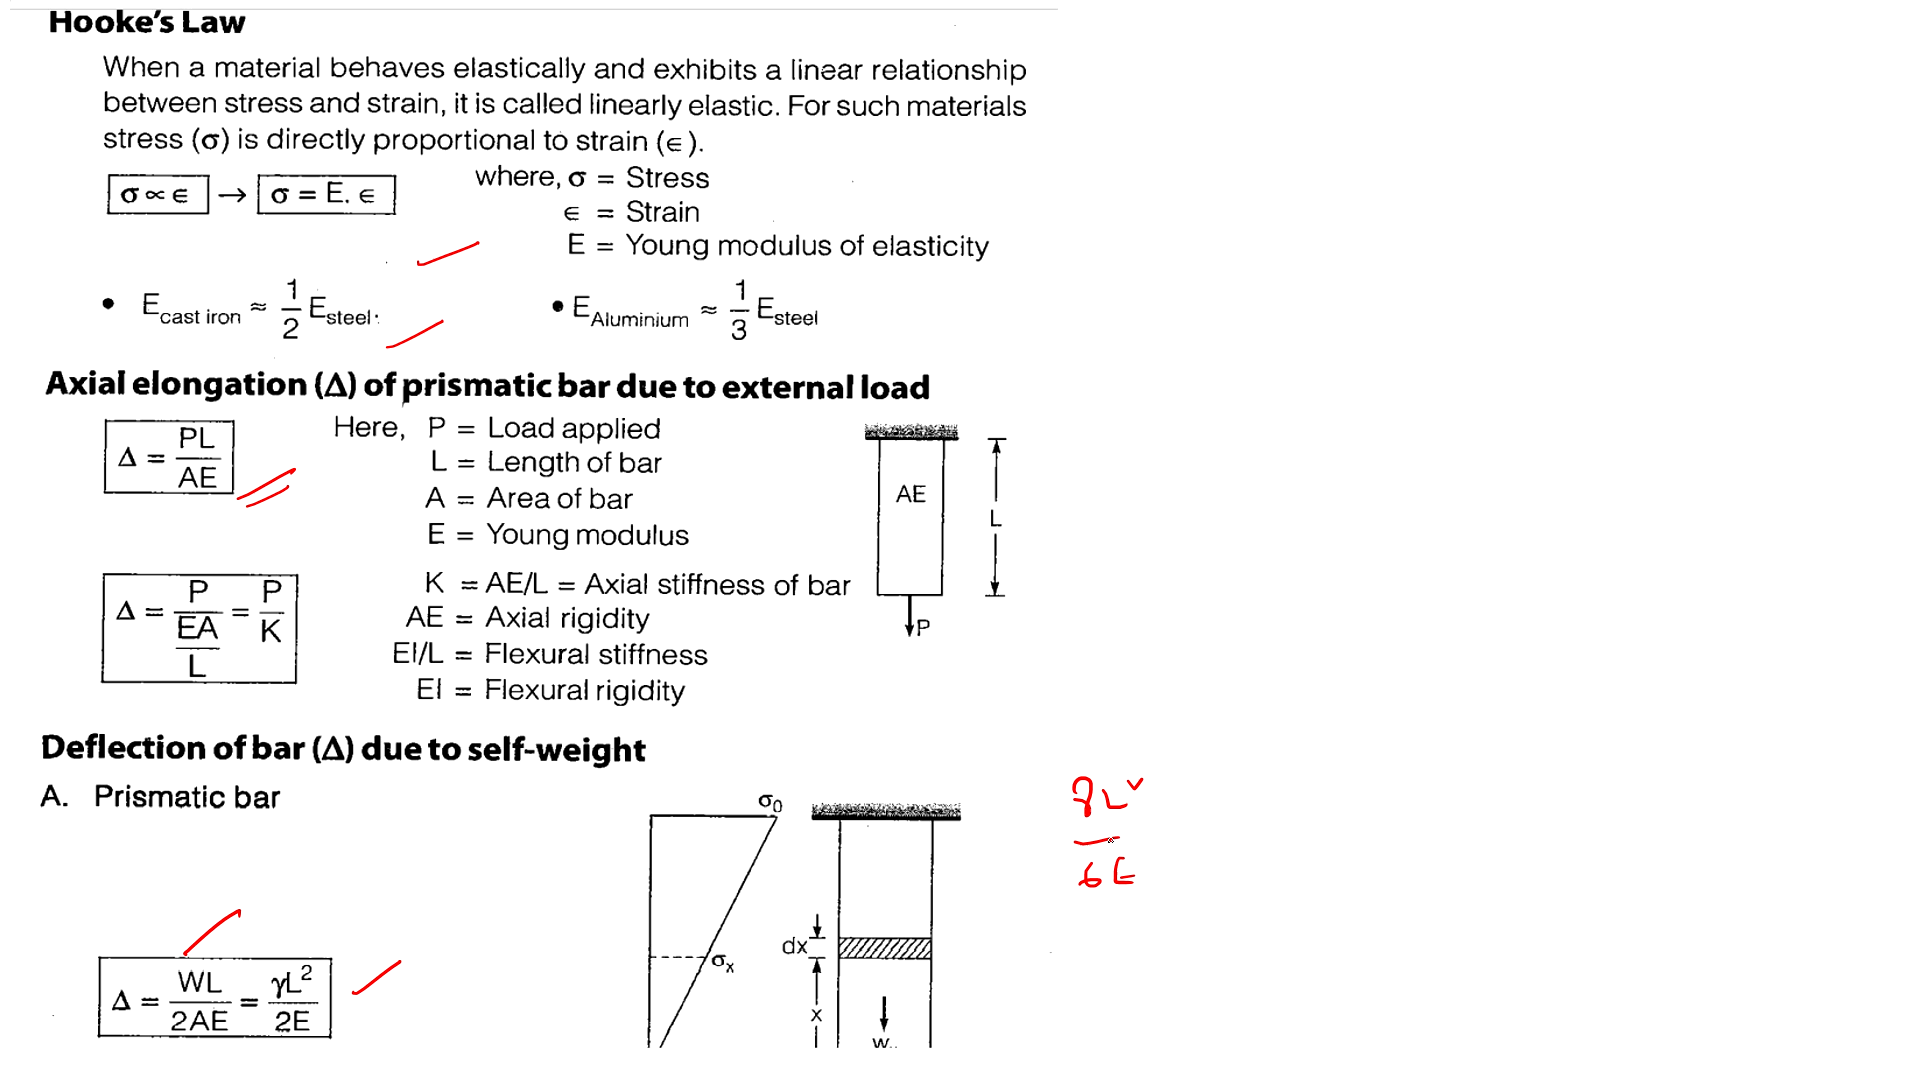 Hooke's Law
When a material behaves elastically and exhibits a linear relationship
between stress and strain, it is called linearly elastic. For such materials
stress (σ) is directly proportional to strain (∈).
σ ∝ ∈ → σ = E. ∈
where, σ = Stress
∈ = Strain
E = Young modulus of elasticity
• E_cast iron ≈ 1/2 E_steel.
• E_Aluminium ≈ 1/3 E_steel
Axial elongation (Δ) of prismatic bar due to external load
Δ = PL/AE
Here, P = Load applied
L = Length of bar
A = Area of bar
E = Young modulus
Δ = P/(EA/L) = P/K
K = AE/L = Axial stiffness of bar
AE = Axial rigidity
EI/L = Flexural stiffness
EI = Flexural rigidity
AE
L
P
Deflection of bar (Δ) due to self-weight
A. Prismatic bar
σ₀
σₓ
dx
x
Δ = WL/2AE = γL²/2E
6E